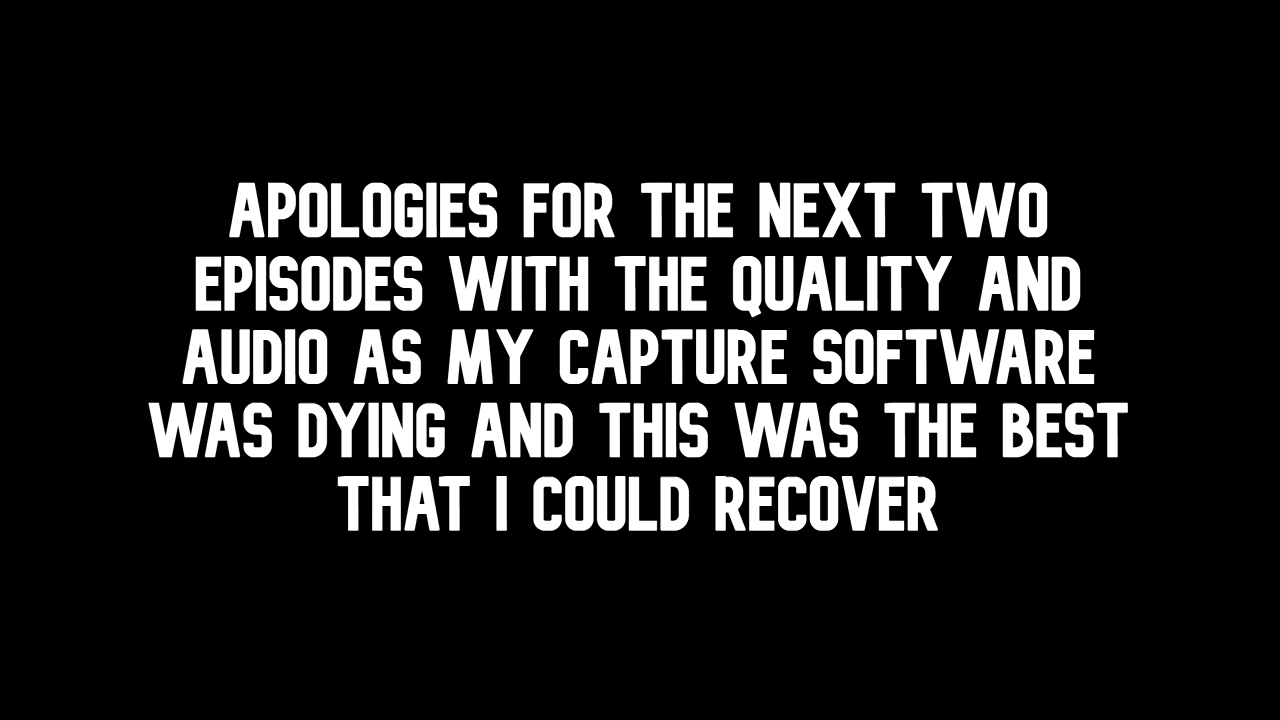 APOLOGIES FOR THE NEXT TWO
EPISODES WITH THE QUALITY AND
AUDIO AS MY CAPTURE SOFTWARE
WAS DYING AND THIS WAS THE BEST
THAT I COULD RECOVER